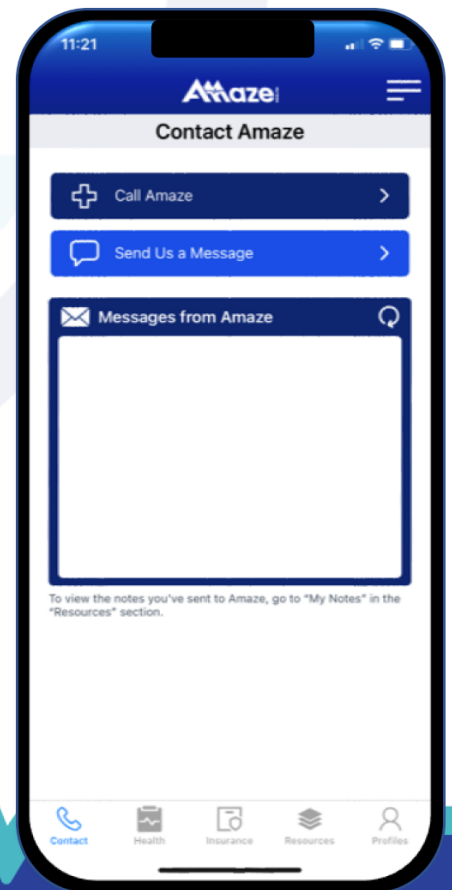 11:21
AMaze
Contact Amaze
Call Amaze
Send Us a Message
Messages from Amaze
To view the notes you've sent to Amaze, go to "My Notes" in the
"Resources" section.
Contact
Health
Insurance
Resources
Profiles